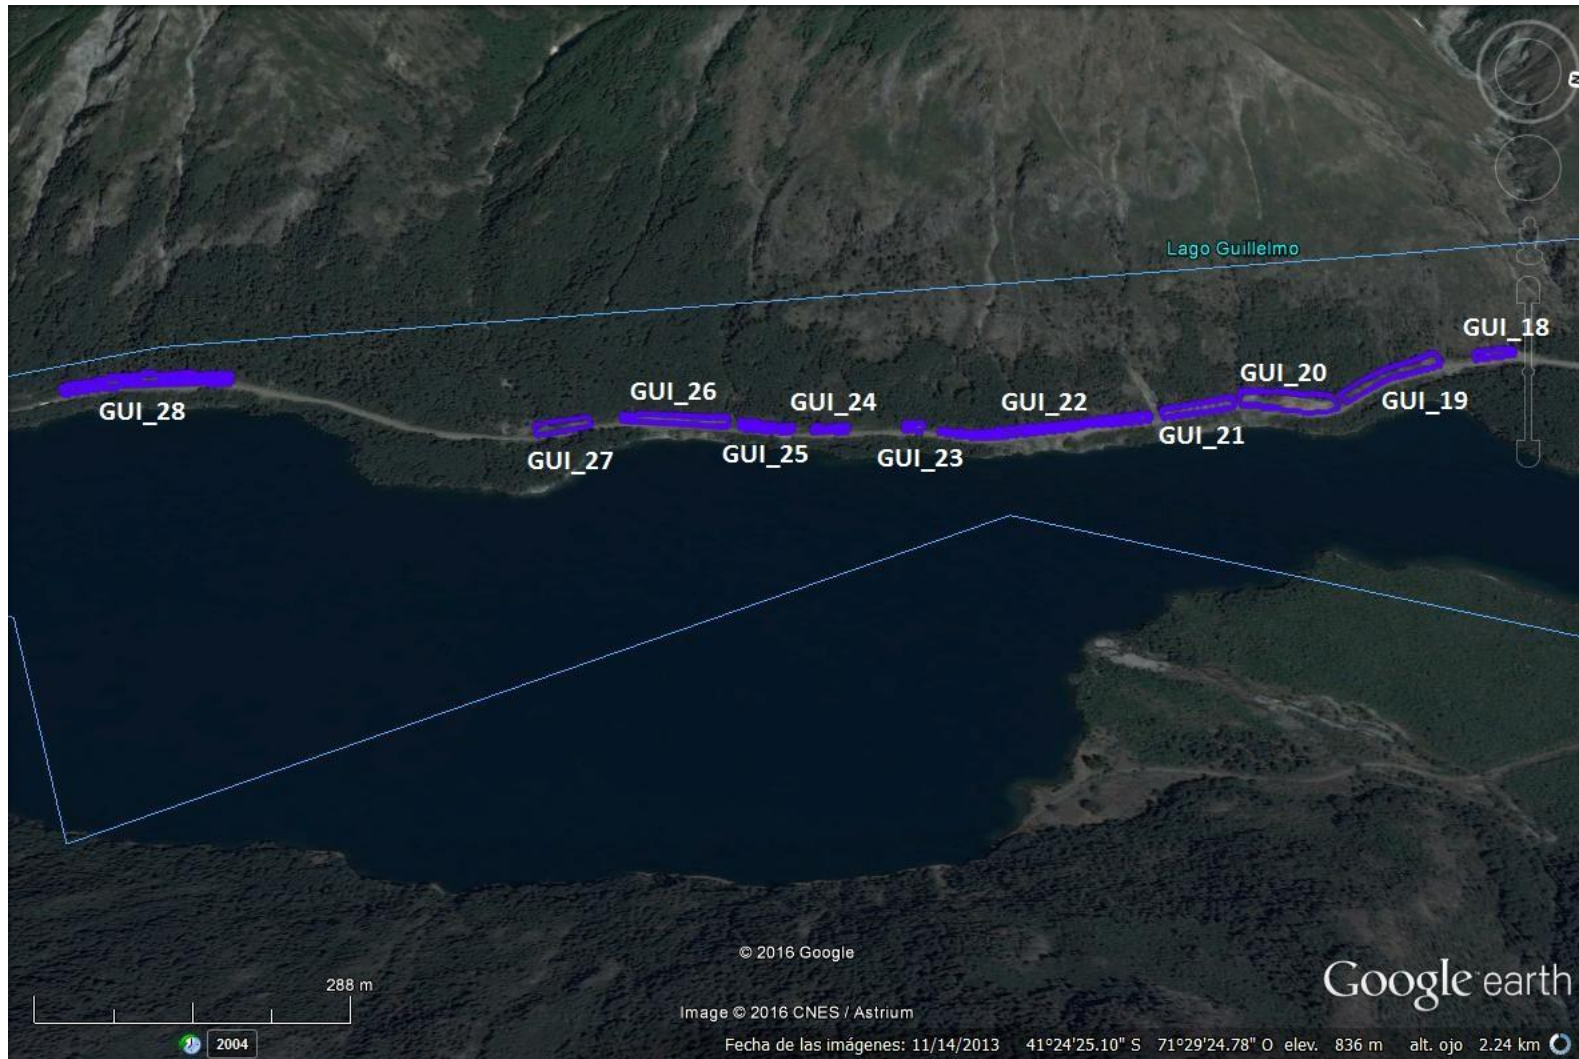 N
Lago Guillelmo
GUI_18
GUI_20
GUI_19
GUI_26
GUI_24
GUI_22
GUI_28
GUI_21
GUI_27
GUI_25
GUI_23
© 2016 Google
Google earth
288 m
Image © 2016 CNES / Astrium
2004
Fecha de las imágenes: 11/14/2013 41°24'25.10" S 71°29'24.78" O elev. 836 m alt. ojo 2.24 km